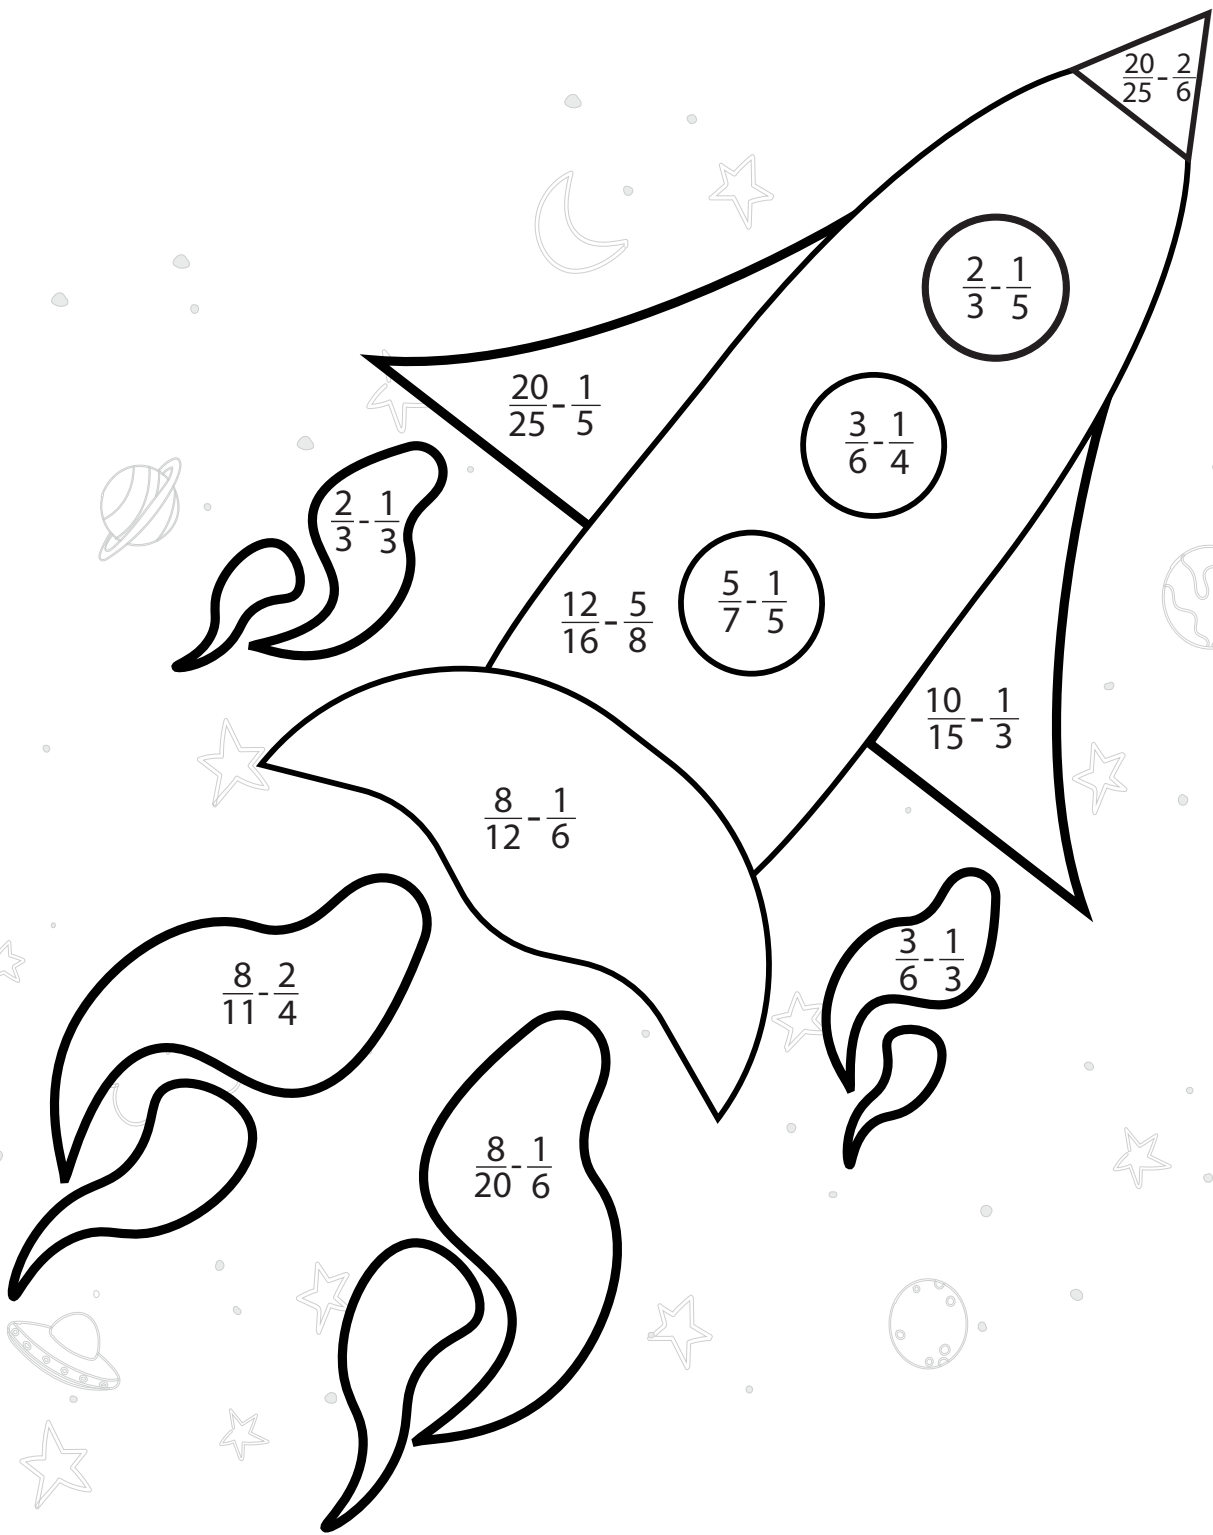 20/25 - 2/6
2/3 - 1/5
20/25 - 1/5
3/6 - 1/4
2/3 - 1/3
5/7 - 1/5
12/16 - 5/8
10/15 - 1/3
8/12 - 1/6
3/6 - 1/3
8/11 - 2/4
8/20 - 1/6